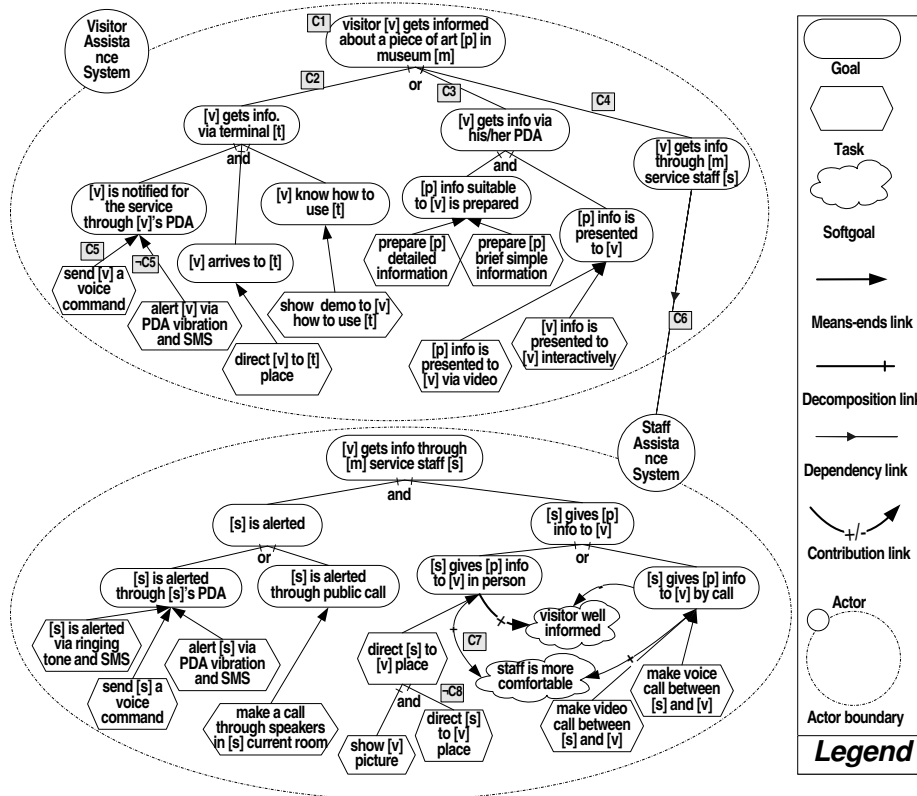 Visitor
Assista
nce
System
C1
visitor [v] gets informed
about a piece of art [p] in
museum [m]
or
C2
C3
C4
[v] gets info.
via terminal [t]
and
[v] gets info via
his/her PDA
and
[v] gets info
through [m]
service staff [s]
[v] is notified for
the service
through [v]'s PDA
[v] know how to
use [t]
[p] info suitable
to [v] is prepared
[p] info is
presented
to [v]
C5
¬C5
[v] arrives to [t]
send [v] a
voice
command
alert [v] via
PDA vibration
and SMS
direct [v] to [t]
place
show demo to [v]
how to use [t]
prepare [p]
detailed
information
prepare [p]
brief simple
information
[p] info is
presented to
[v] via video
[v] info is
presented to
[v] interactively
C6
Staff
Assista
nce
System
[v] gets info through
[m] service staff [s]
and
[s] is alerted
or
[s] gives [p]
info to [v]
or
[s] is alerted
through [s]'s PDA
[s] is alerted
through public call
[s] gives [p] info
to [v] in person
[s] gives [p] info
to [v] by call
[s] is alerted
via ringing
tone and SMS
send [s] a
voice
command
alert [s] via
PDA vibration
and SMS
make a call
through speakers
in [s] current room
direct [s] to
[v] place
and
¬C8
show [v]
picture
direct [s]
to [v]
place
+
+
-
-
C7
visitor well
informed
staff is more
comfortable
make video
call between
[s] and [v]
make voice
call between
[s] and [v]
Goal
Task
Softgoal
Means-ends link
Decomposition link
Dependency link
+/-
Contribution link
Actor
Actor boundary
Legend